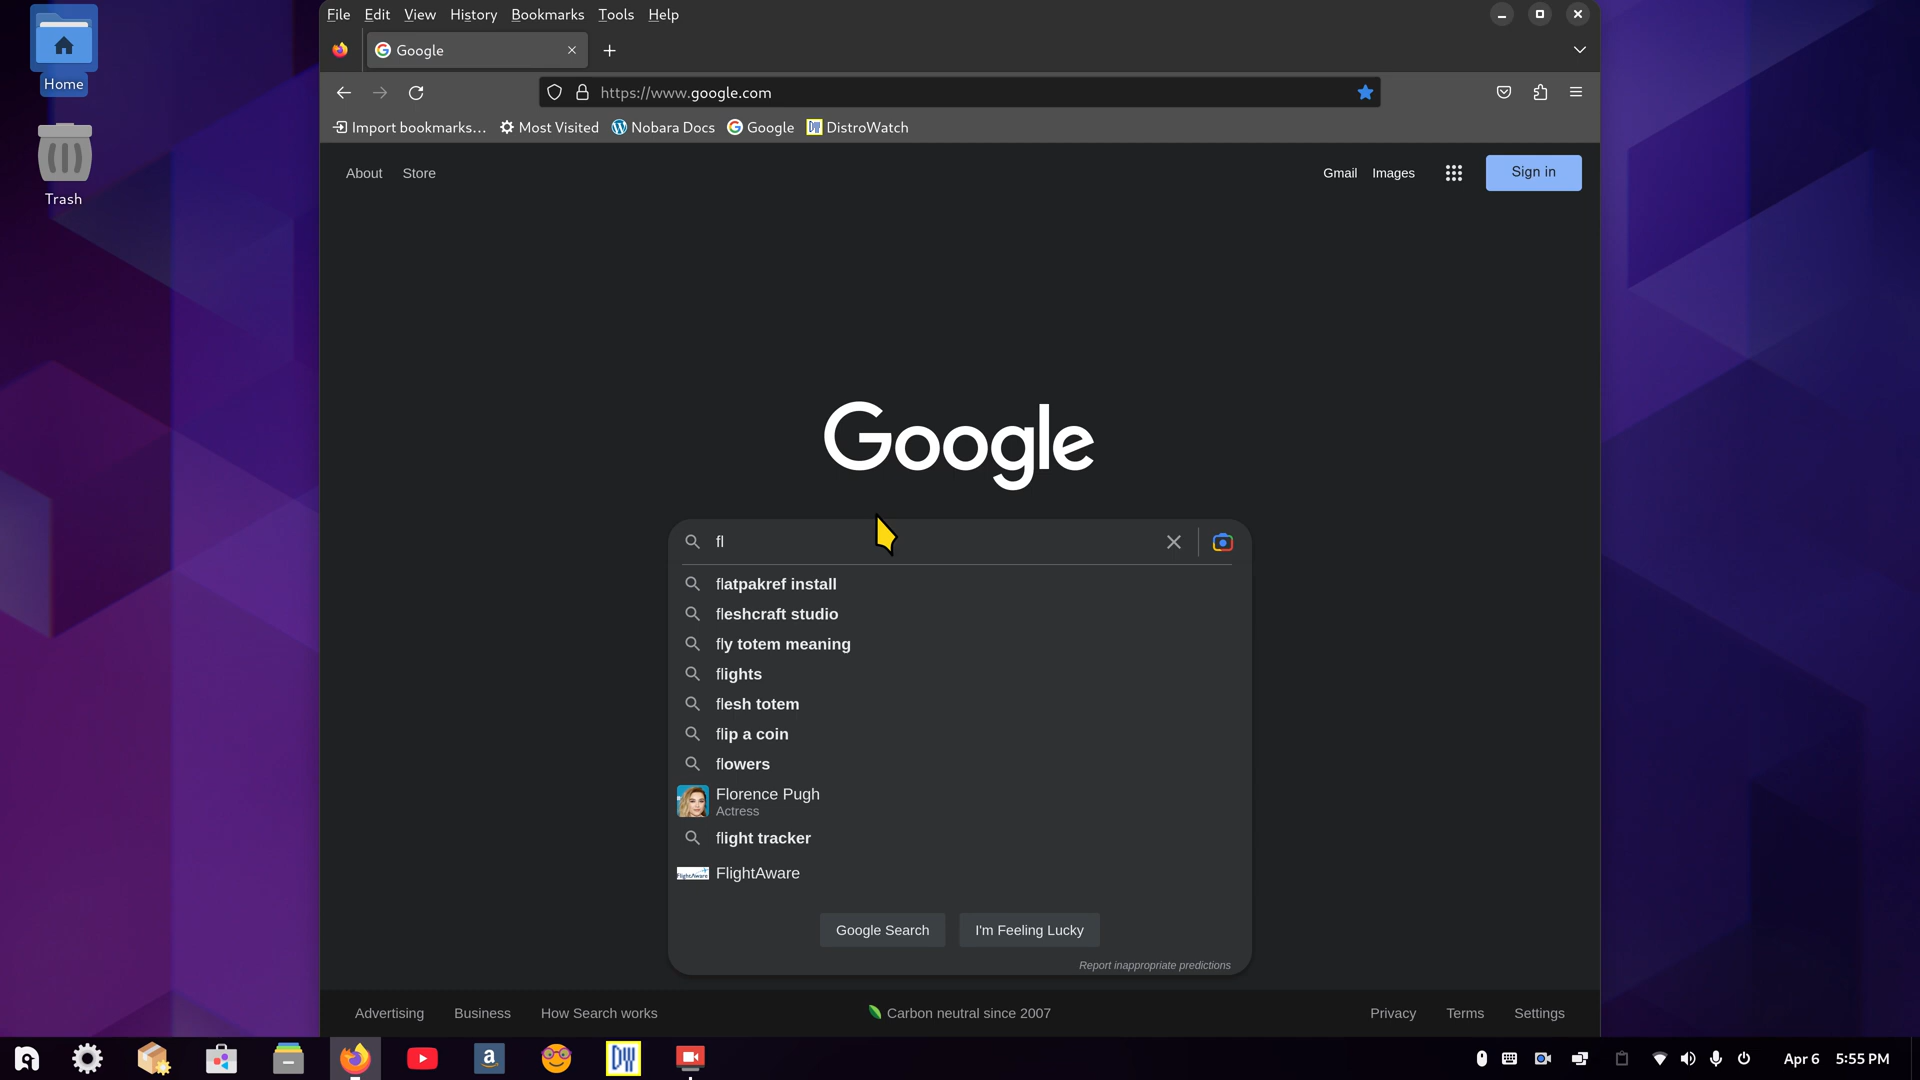 File Edit View History Bookmarks Tools Help
Home
Google
https://www.google.com
Import bookmarks... Most Visited Nobara Docs Google DistroWatch
Trash
About Store Gmail Images Sign in
Google
fl
flatpakref install
fleshcraft studio
fly totem meaning
flights
flesh totem
flip a coin
flowers
Florence Pugh
Actress
flight tracker
FlightAware FlightAware
Google Search I'm Feeling Lucky
Report inappropriate predictions
Advertising Business How Search works Carbon neutral since 2007 Privacy Terms Settings
a DW Apr 6 5:55 PM